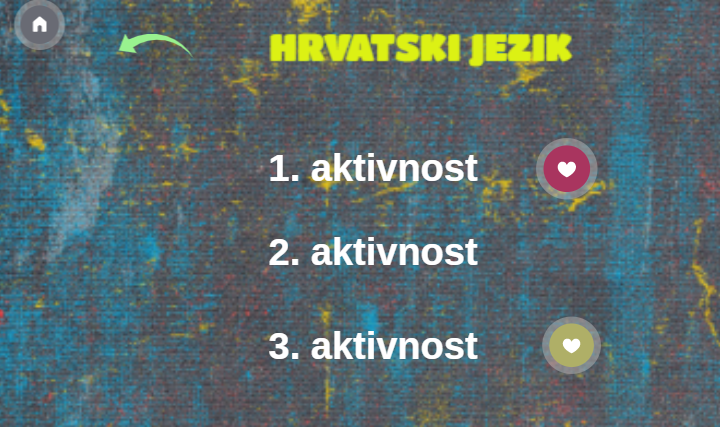 HRVATSKI JEZIK
1. aktivnost
2. aktivnost
3. aktivnost